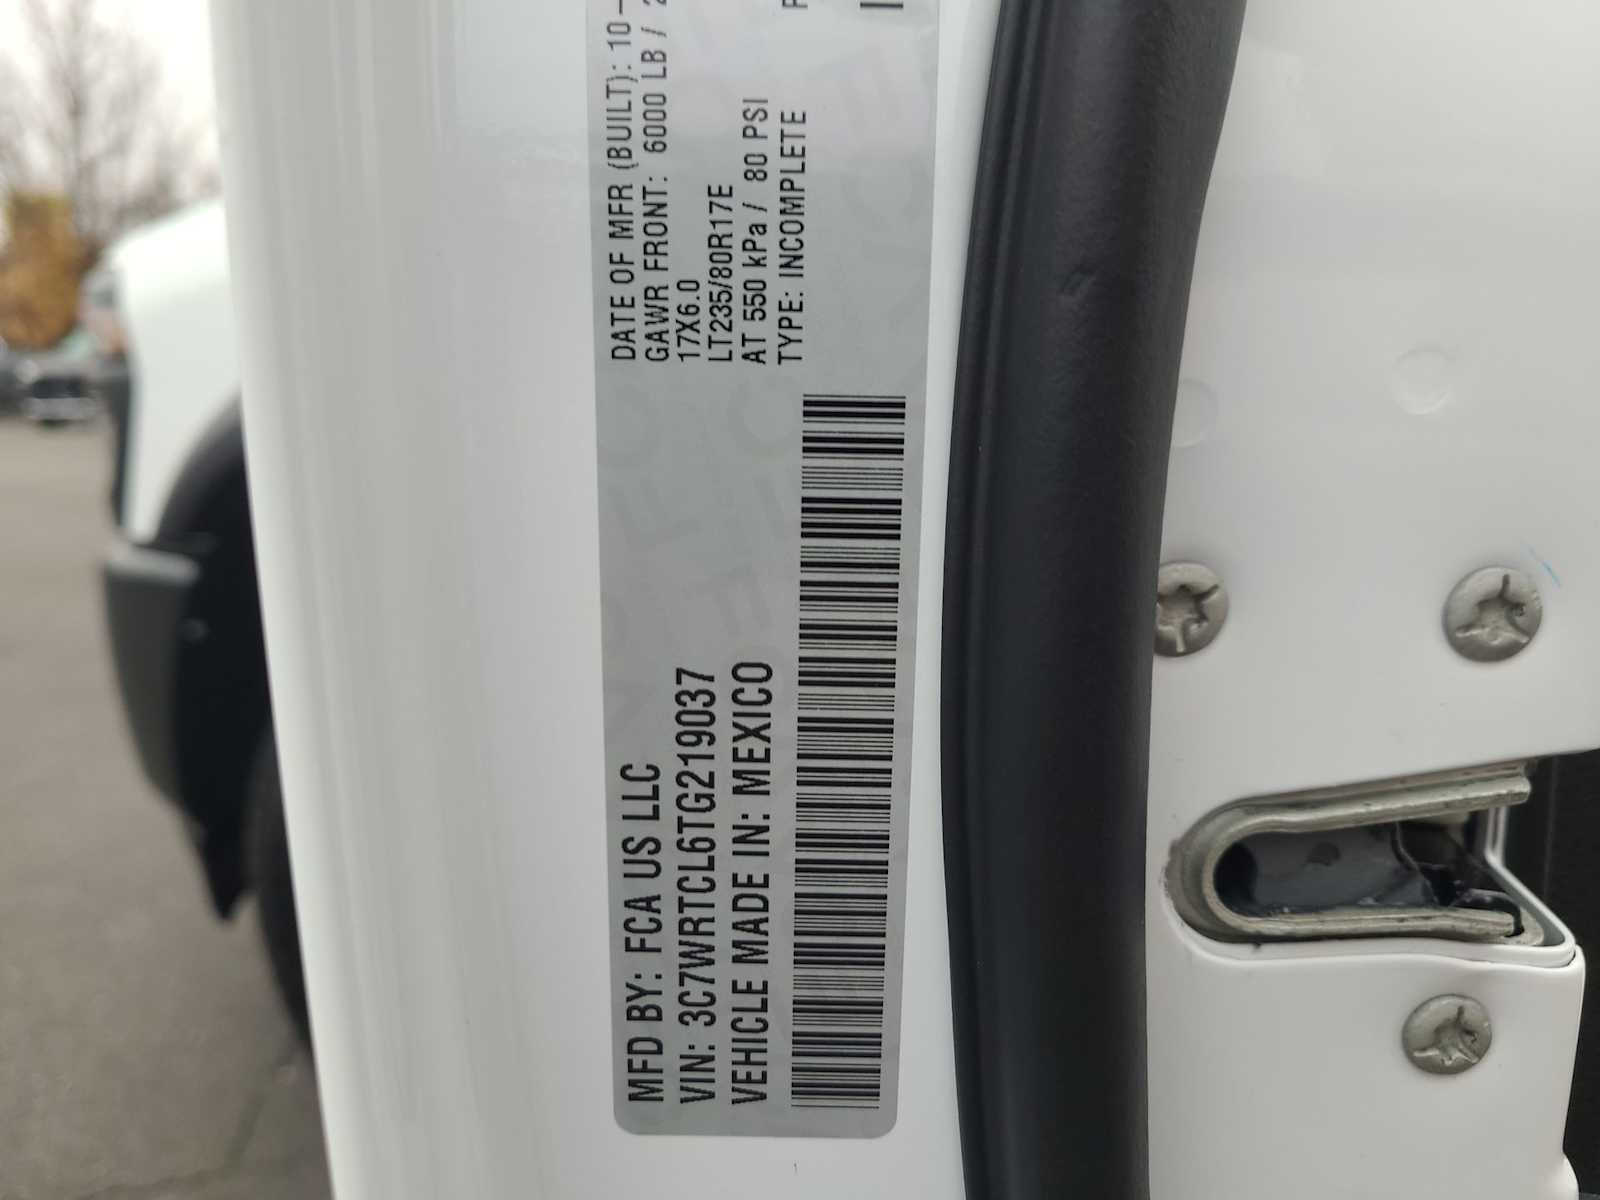 MFD BY: FCA US LLC
VIN: 3C7WRTCL6TG219037
VEHICLE MADE IN: MEXICO
DATE OF MFR (BUILT): 10-
GAWR FRONT: 6000 LB /
17X6.0
LT235/80R17E
AT 550 kPa / 80 PSI
TYPE: INCOMPLETE